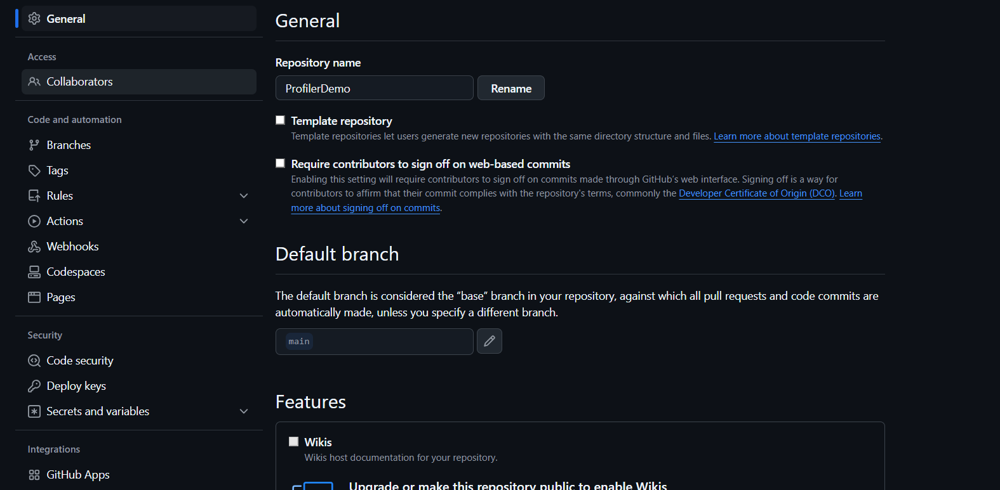 General
Access
Collaborators
Code and automation
Branches
Tags
Rules
Actions
Webhooks
Codespaces
Pages
Security
Code security
Deploy keys
Secrets and variables
Integrations
GitHub Apps
General
Repository name
ProfilerDemo Rename
Template repository
Template repositories let users generate new repositories with the same directory structure and files. Learn more about template repositories.
Require contributors to sign off on web-based commits
Enabling this setting will require contributors to sign off on commits made through GitHub’s web interface. Signing off is a way for
contributors to affirm that their commit complies with the repository's terms, commonly the Developer Certificate of Origin (DCO). Learn
more about signing off on commits.
Default branch
The default branch is considered the “base” branch in your repository, against which all pull requests and code commits are
automatically made, unless you specify a different branch.
main
Features
Wikis
Wikis host documentation for your repository.
Upgrade or make this repository public to enable Wikis